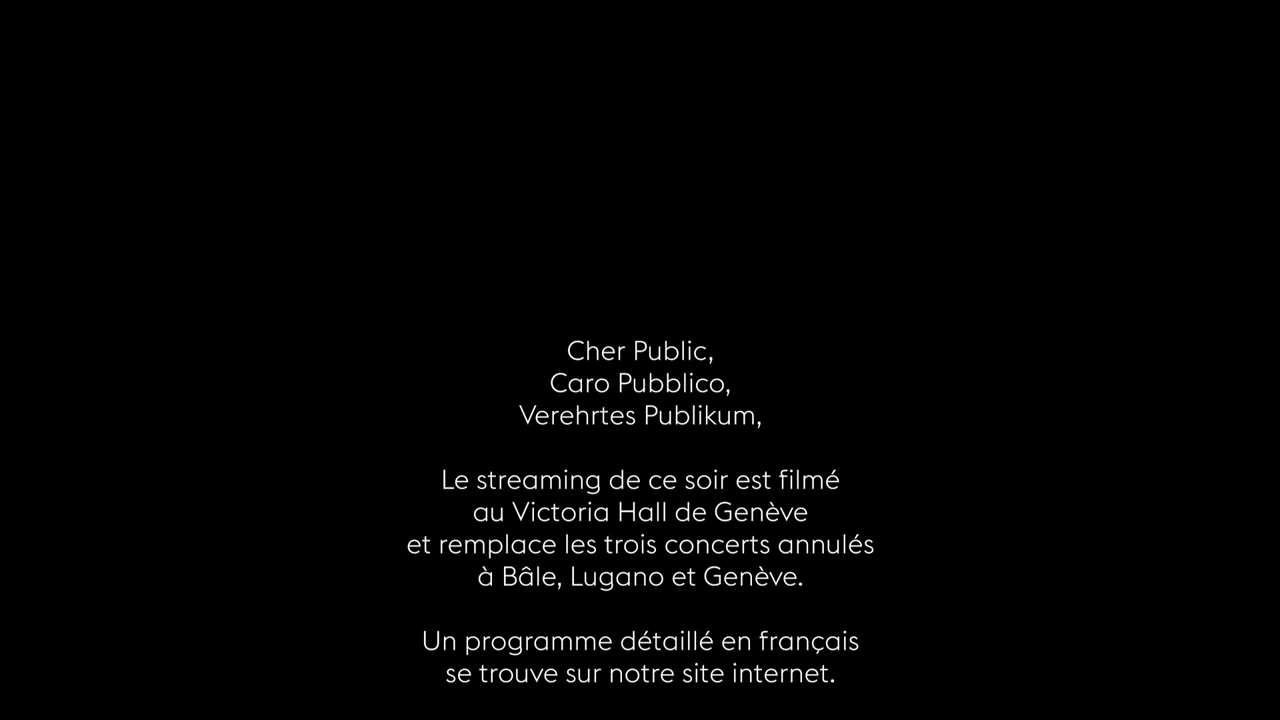 Cher Public,
Caro Pubblico,
Verehrtes Publikum,
Le streaming de ce soir est filmé
au Victoria Hall de Genève
et remplace les trois concerts annulés
à Bâle, Lugano et Genève.
Un programme détaillé en français
se trouve sur notre site internet.